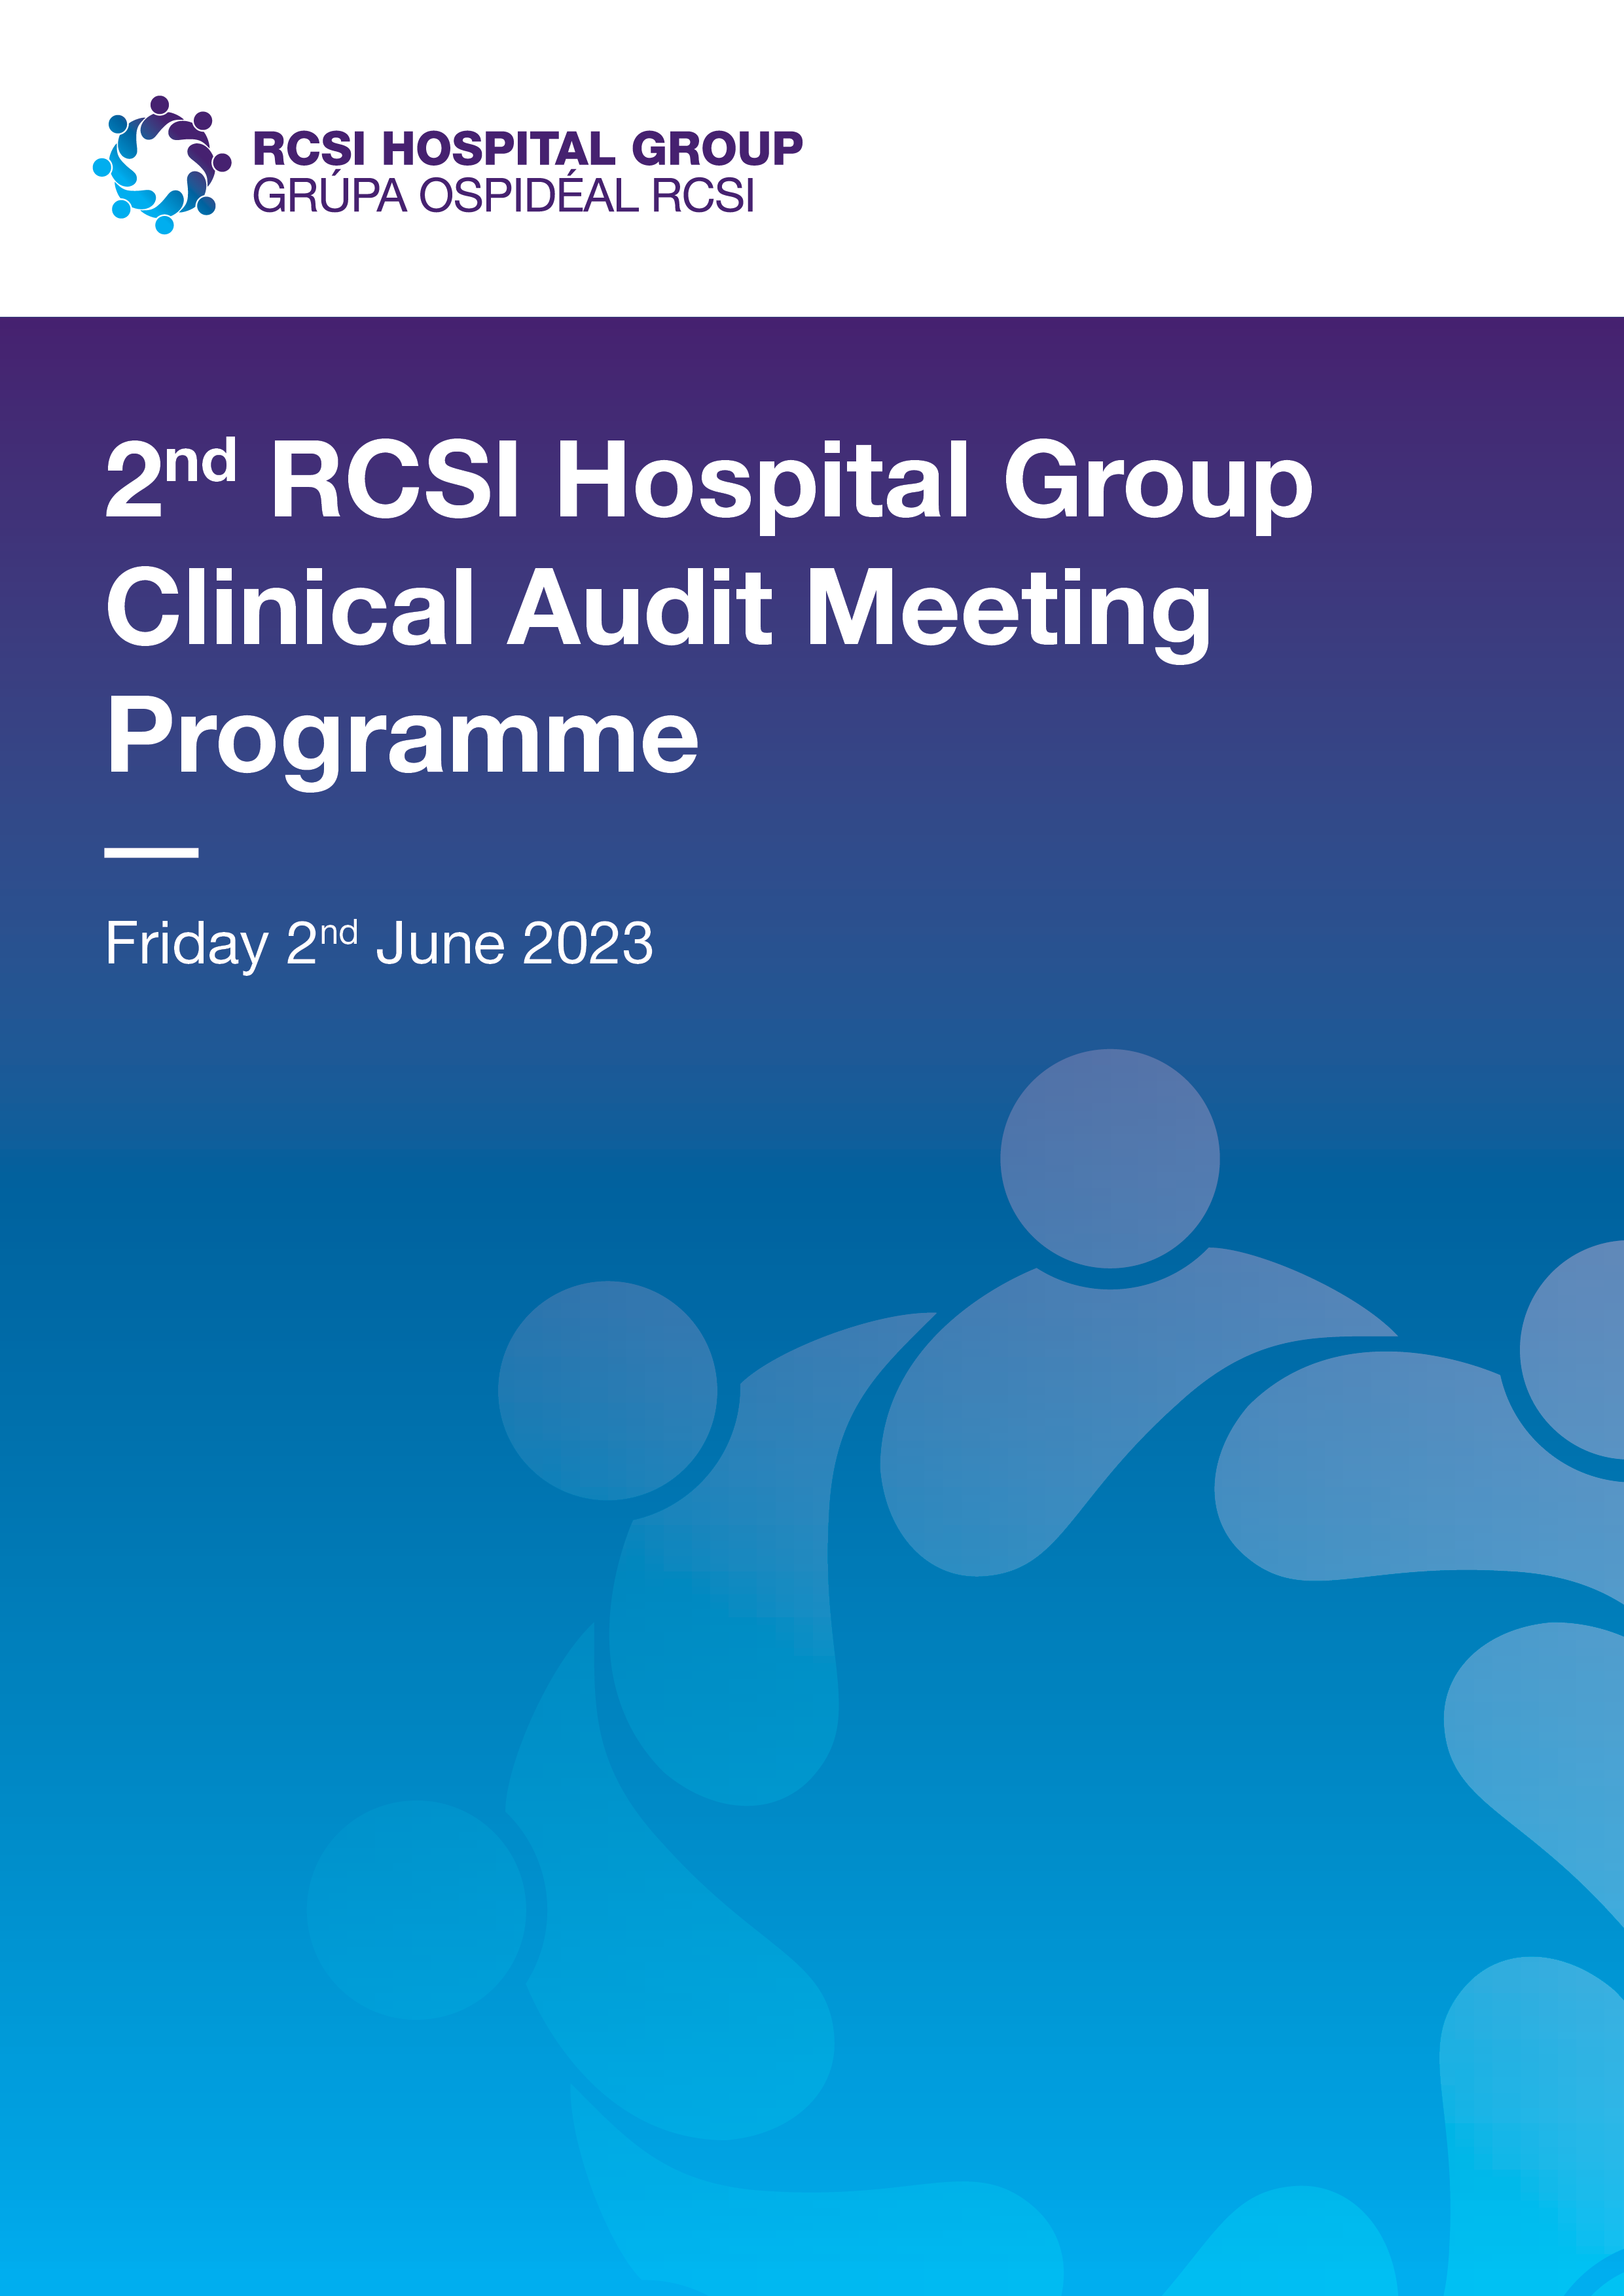 RCSI HOSPITAL GROUP
GRÚPA OSPIDÉAL RCSI
2nd RCSI Hospital Group
Clinical Audit Meeting
Programme
Friday 2nd June 2023